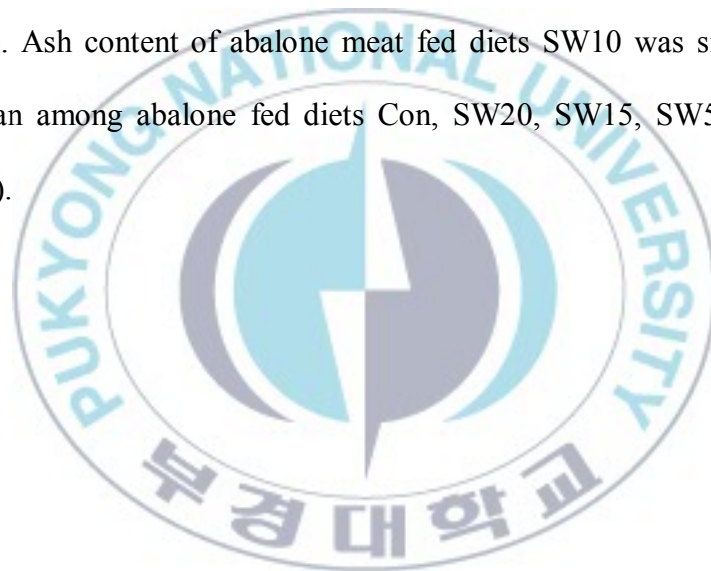 . Ash content of abalone meat fed diets SW10 was s
an among abalone fed diets Con, SW20, SW15, SW5
).
PUKYONG NATIONAL UNIVERSITY
부경대학교